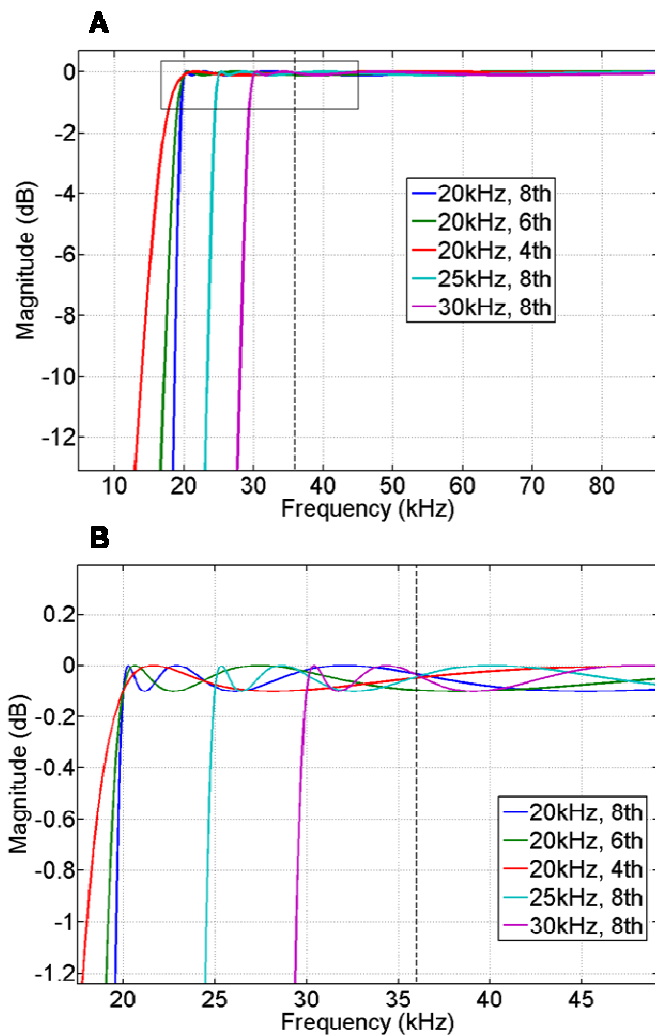 A
0
-2
-4
-6
-8
-10
-12
Magnitude (dB)
20kHz, 8th
20kHz, 6th
20kHz, 4th
25kHz, 8th
30kHz, 8th
10 20 30 40 50 60 70 80
Frequency (kHz)
B
0.2
0
-0.2
-0.4
-0.6
-0.8
-1
-1.2
Magnitude (dB)
20kHz, 8th
20kHz, 6th
20kHz, 4th
25kHz, 8th
30kHz, 8th
20 25 30 35 40 45
Frequency (kHz)